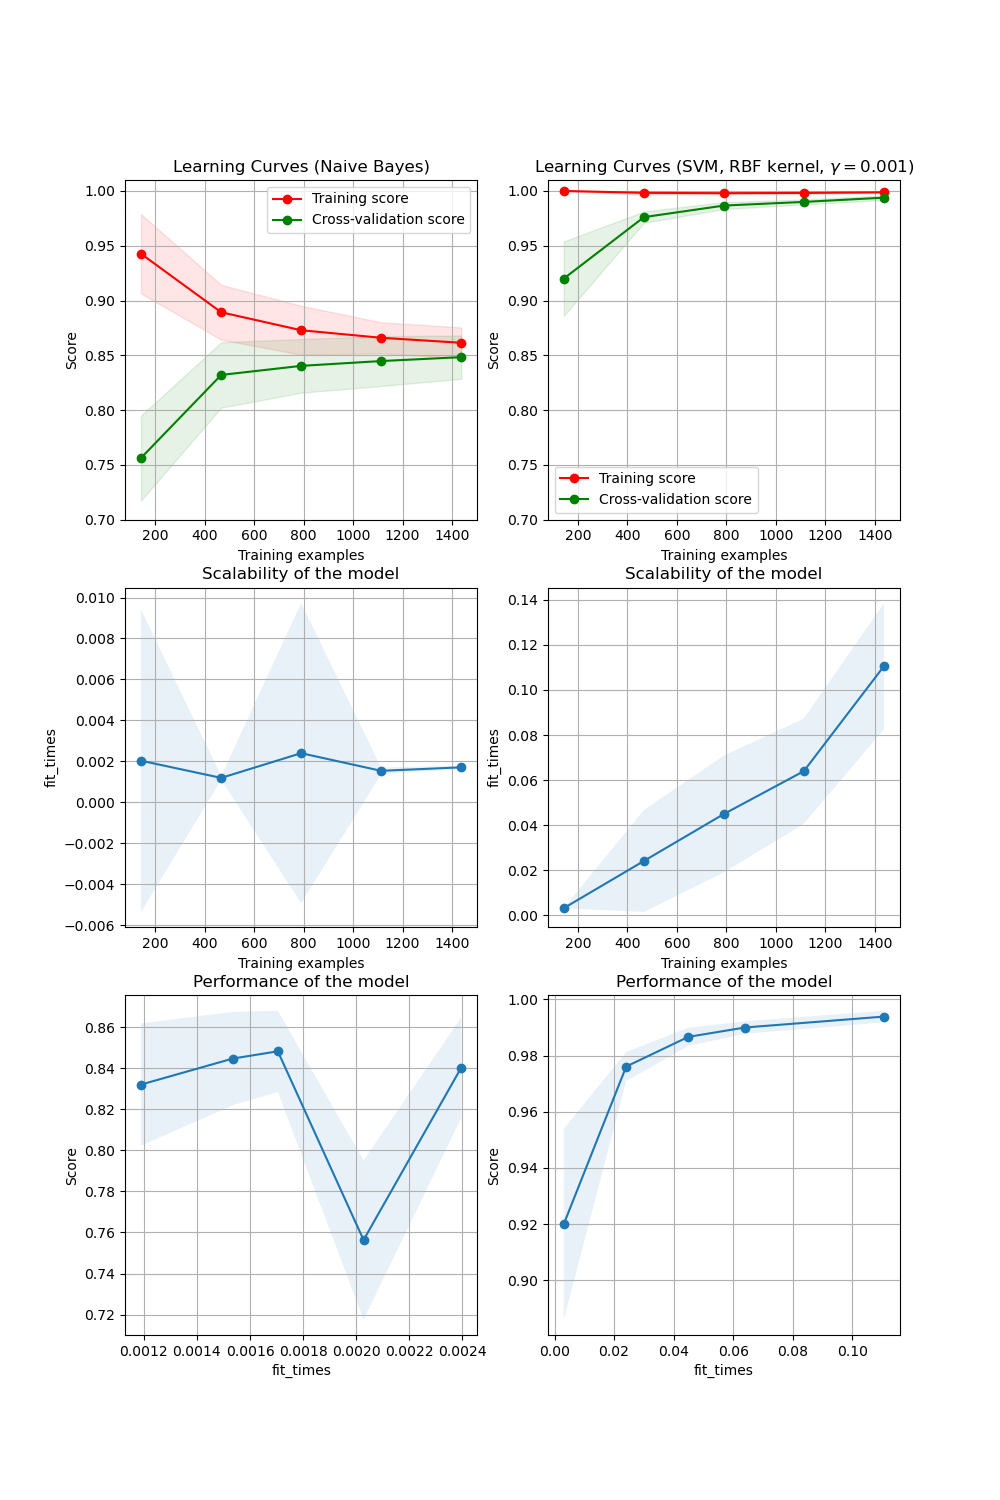 Learning Curves (Naive Bayes)
1.00
0.95
0.90
0.85
0.80
0.75
0.70
Score
Training score
Cross-validation score
200 400 600 800 1000 1200 1400
Training examples
Learning Curves (SVM, RBF kernel, γ = 0.001)
1.00
0.95
0.90
0.85
0.80
0.75
0.70
Score
Training score
Cross-validation score
200 400 600 800 1000 1200 1400
Training examples
Scalability of the model
0.010
0.008
0.006
0.004
0.002
0.000
−0.002
−0.004
−0.006
fit_times
200 400 600 800 1000 1200 1400
Training examples
Scalability of the model
0.14
0.12
0.10
0.08
0.06
0.04
0.02
0.00
fit_times
200 400 600 800 1000 1200 1400
Training examples
Performance of the model
0.86
0.84
0.82
0.80
0.78
0.76
0.74
0.72
Score
0.0012 0.0014 0.0016 0.0018 0.0020 0.0022 0.0024
fit_times
Performance of the model
1.00
0.98
0.96
0.94
0.92
0.90
Score
0.00 0.02 0.04 0.06 0.08 0.10
fit_times